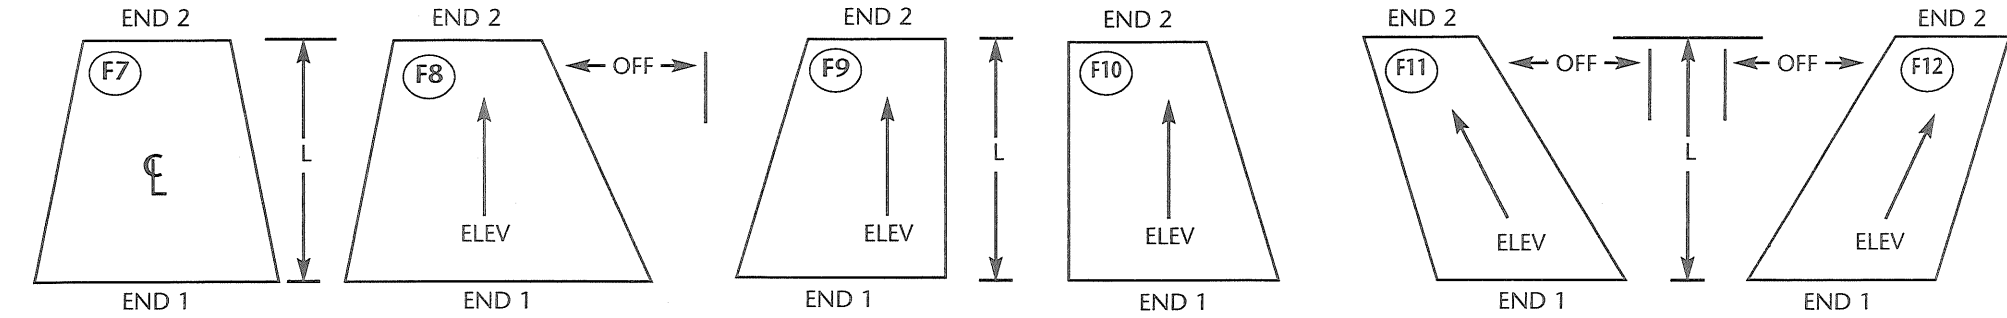 END 2 END 2 END 2 END 2 END 2 END 2
F7 F8 OFF F9 F10 F11 OFF OFF F12
℄ L L L
ELEV ELEV ELEV ELEV ELEV
END 1 END 1 END 1 END 1 END 1 END 1